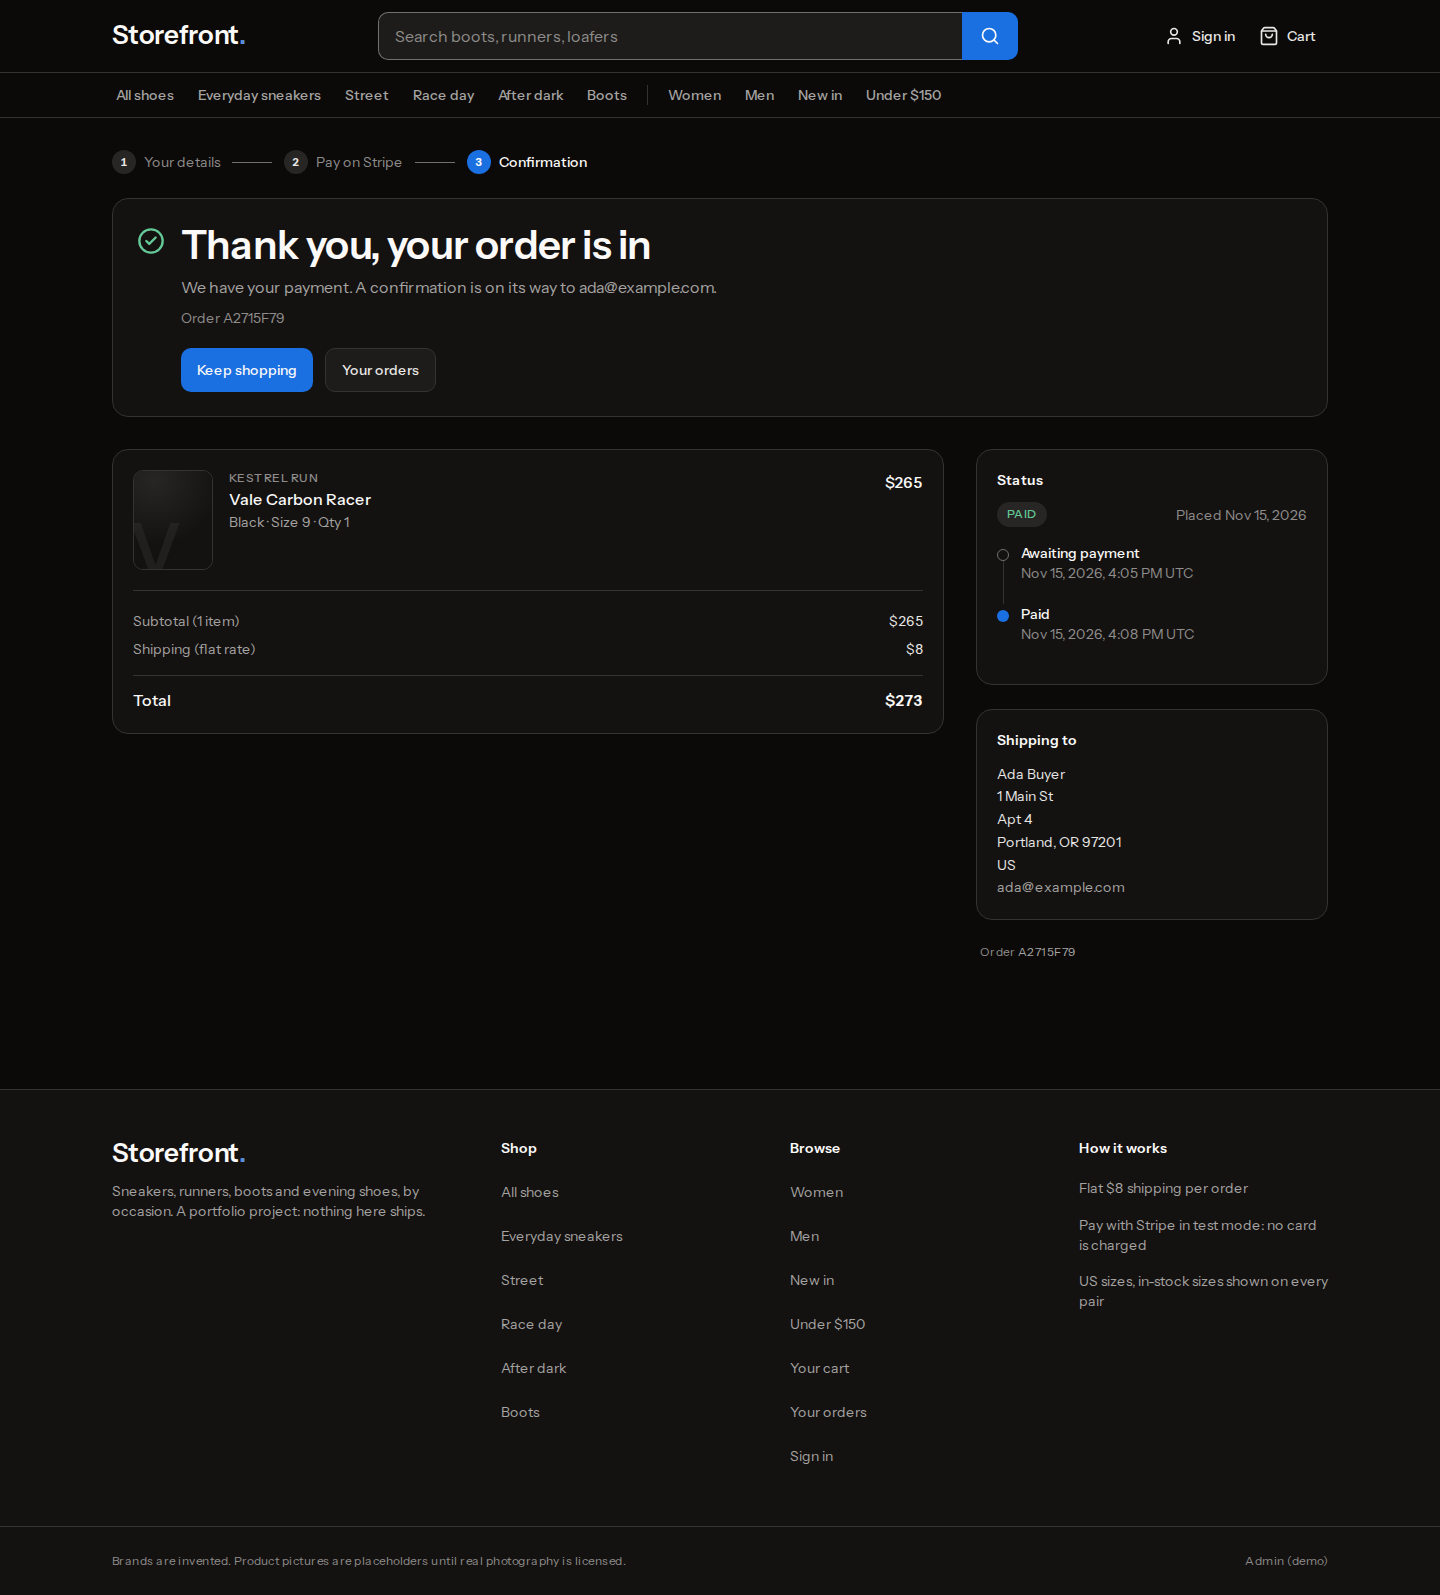 Storefront.
Search boots, runners, loafers
Sign in
Cart
All shoes
Everyday sneakers
Street
Race day
After dark
Boots
Women
Men
New in
Under $150
1 Your details
2 Pay on Stripe
3 Confirmation
Thank you, your order is in
We have your payment. A confirmation is on its way to ada@example.com.
Order A2715F79
Keep shopping
Your orders
V
KESTREL RUN
Vale Carbon Racer
Black · Size 9 · Qty 1
$265
Subtotal (1 item) $265
Shipping (flat rate) $8
Total $273
Status
PAID
Placed Nov 15, 2026
Awaiting payment
Nov 15, 2026, 4:05 PM UTC
Paid
Nov 15, 2026, 4:08 PM UTC
Shipping to
Ada Buyer
1 Main St
Apt 4
Portland, OR 97201
US
ada@example.com
Order A2715F79
Storefront.
Sneakers, runners, boots and evening shoes, by
occasion. A portfolio project: nothing here ships.
Shop
All shoes
Everyday sneakers
Street
Race day
After dark
Boots
Browse
Women
Men
New in
Under $150
Your cart
Your orders
Sign in
How it works
Flat $8 shipping per order
Pay with Stripe in test mode: no card
is charged
US sizes, in-stock sizes shown on every
pair
Brands are invented. Product pictures are placeholders until real photography is licensed.
Admin (demo)